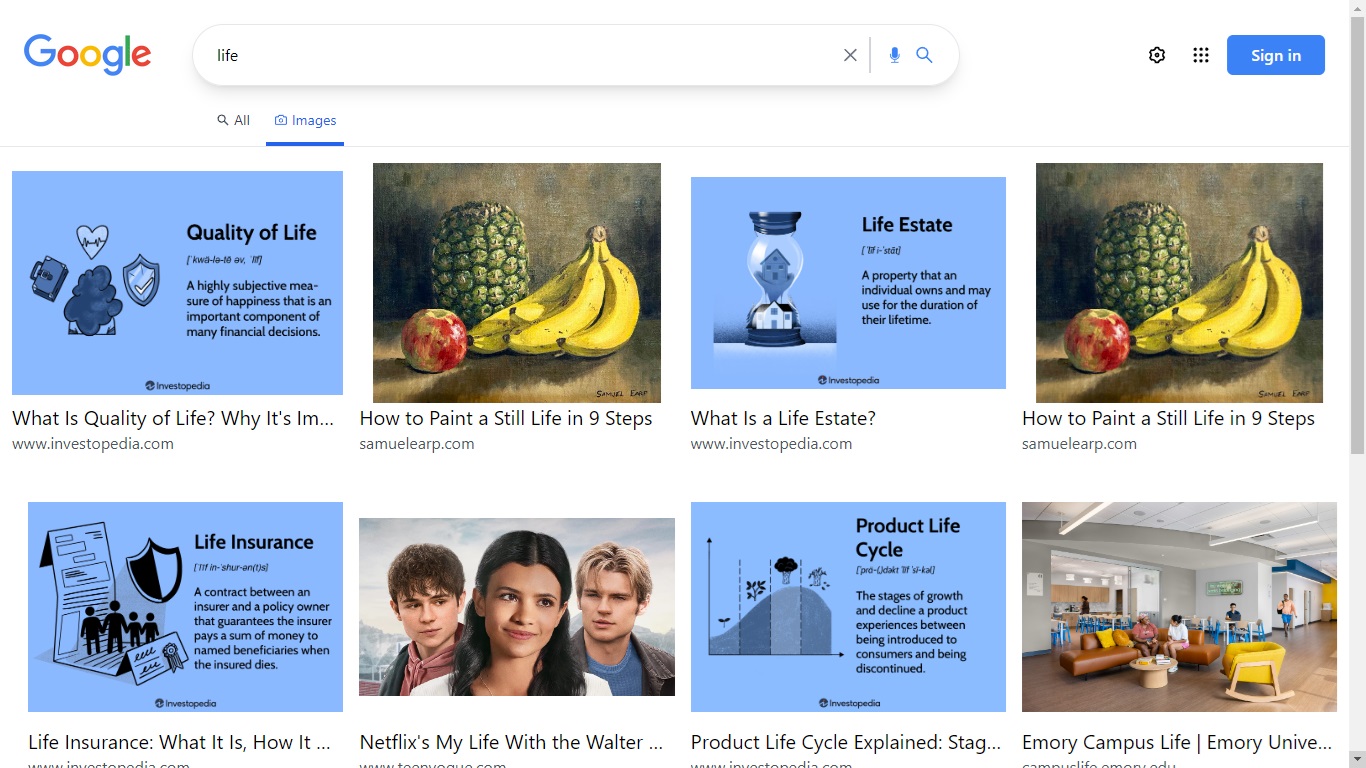 Google
life
Sign in
All
Images
Quality of Life
[ˈkwä-lə-tē əv, ˈlīf]
A highly subjective mea-
sure of happiness that is an
important component of
many financial decisions.
Investopedia
What Is Quality of Life? Why It's Im...
www.investopedia.com
SAMUEL EARP
How to Paint a Still Life in 9 Steps
samuelearp.com
Life Estate
[ˈlīf i-ˈstāt]
A property that an
individual owns and may
use for the duration of
their lifetime.
Investopedia
What Is a Life Estate?
www.investopedia.com
SAMUEL EARP
How to Paint a Still Life in 9 Steps
samuelearp.com
Life Insurance
[ˈlīf in-ˈshur-ən(t)s]
A contract between an
insurer and a policy owner
that guarantees the insurer
pays a sum of money to
named beneficiaries when
the insured dies.
Investopedia
Life Insurance: What It Is, How It ...
www.investopedia.com
Netflix's My Life With the Walter ...
www.teenvogue.com
Product Life
Cycle
[ˈprä-(ˌ)dəkt ˈlīf ˈsī-kəl]
The stages of growth
and decline a product
experiences between
being introduced to
consumers and being
discontinued.
Investopedia
Product Life Cycle Explained: Stag...
www.investopedia.com
Emory Campus Life | Emory Unive...
campuslife.emory.edu